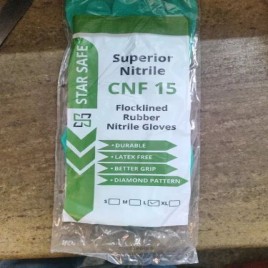 STAR SAFE
Superior
Nitrile
CNF 15
Flocklined
Rubber
Nitrile Gloves
• DURABLE
• LATEX FREE
• BETTER GRIP
• DIAMOND PATTERN
S M L XL